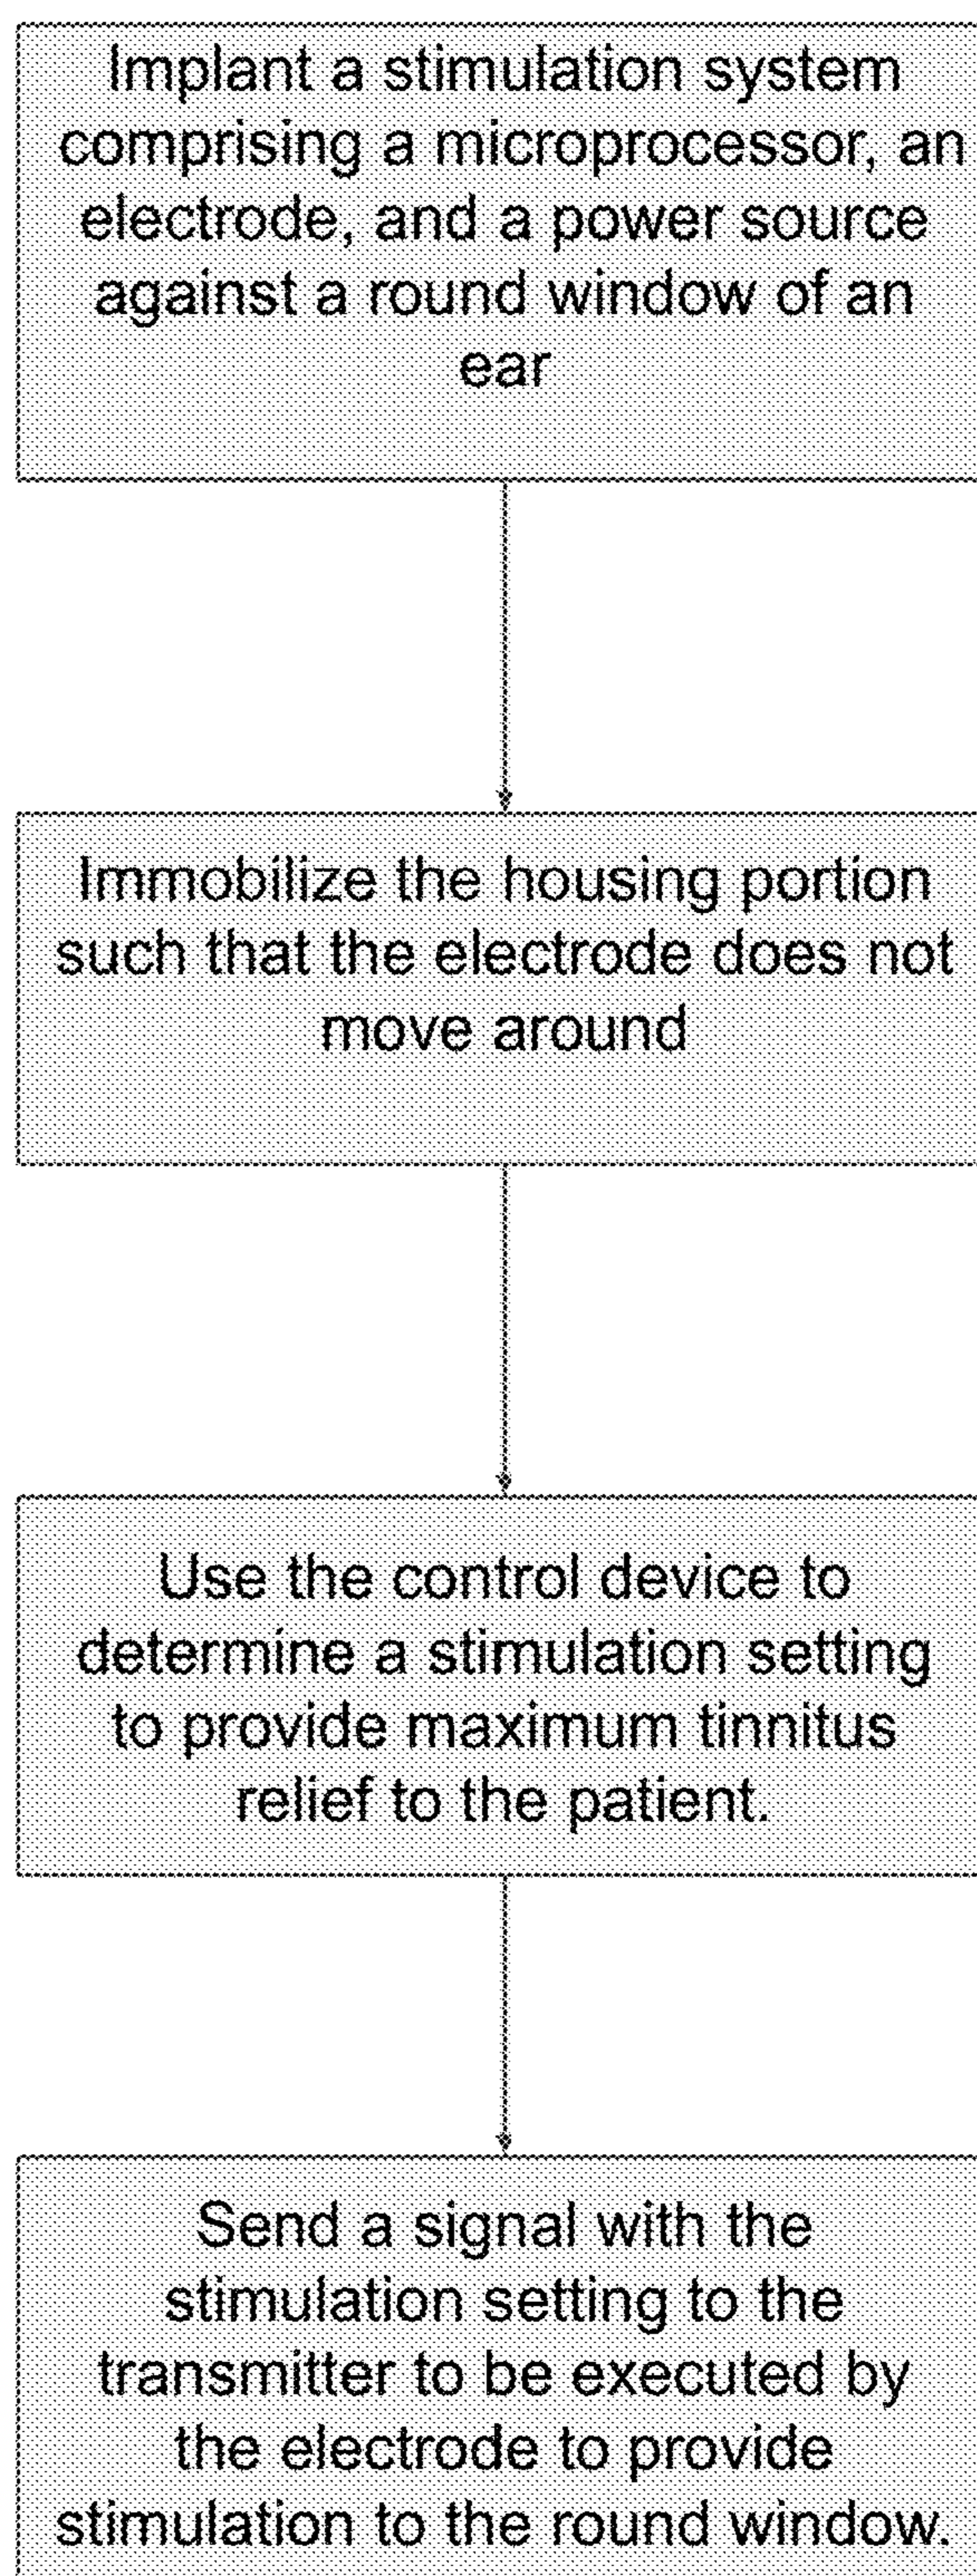 Implant a stimulation system
comprising a microprocessor, an
electrode, and a power source
against a round window of an
ear
Immobilize the housing portion
such that the electrode does not
move around
Use the control device to
determine a stimulation setting
to provide maximum tinnitus
relief to the patient.
Send a signal with the
stimulation setting to the
transmitter to be executed by
the electrode to provide
stimulation to the round window.